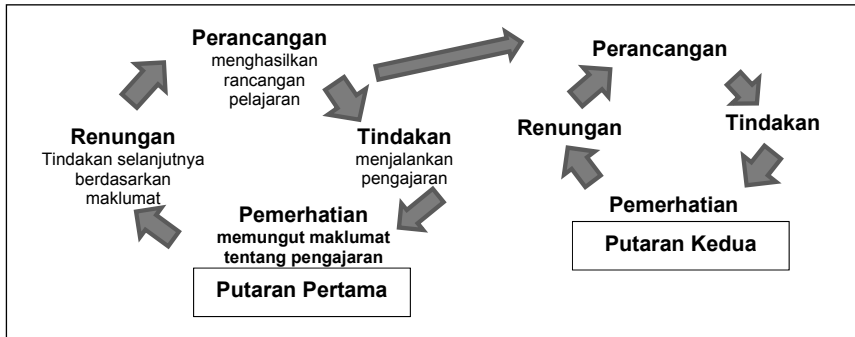 Perancangan
menghasilkan
rancangan
pelajaran
Tindakan
menjalankan
pengajaran
Pemerhatian
memungut maklumat
tentang pengajaran
Renungan
Tindakan selanjutnya
berdasarkan
maklumat
Putaran Pertama
Perancangan
Tindakan
Pemerhatian
Renungan
Putaran Kedua